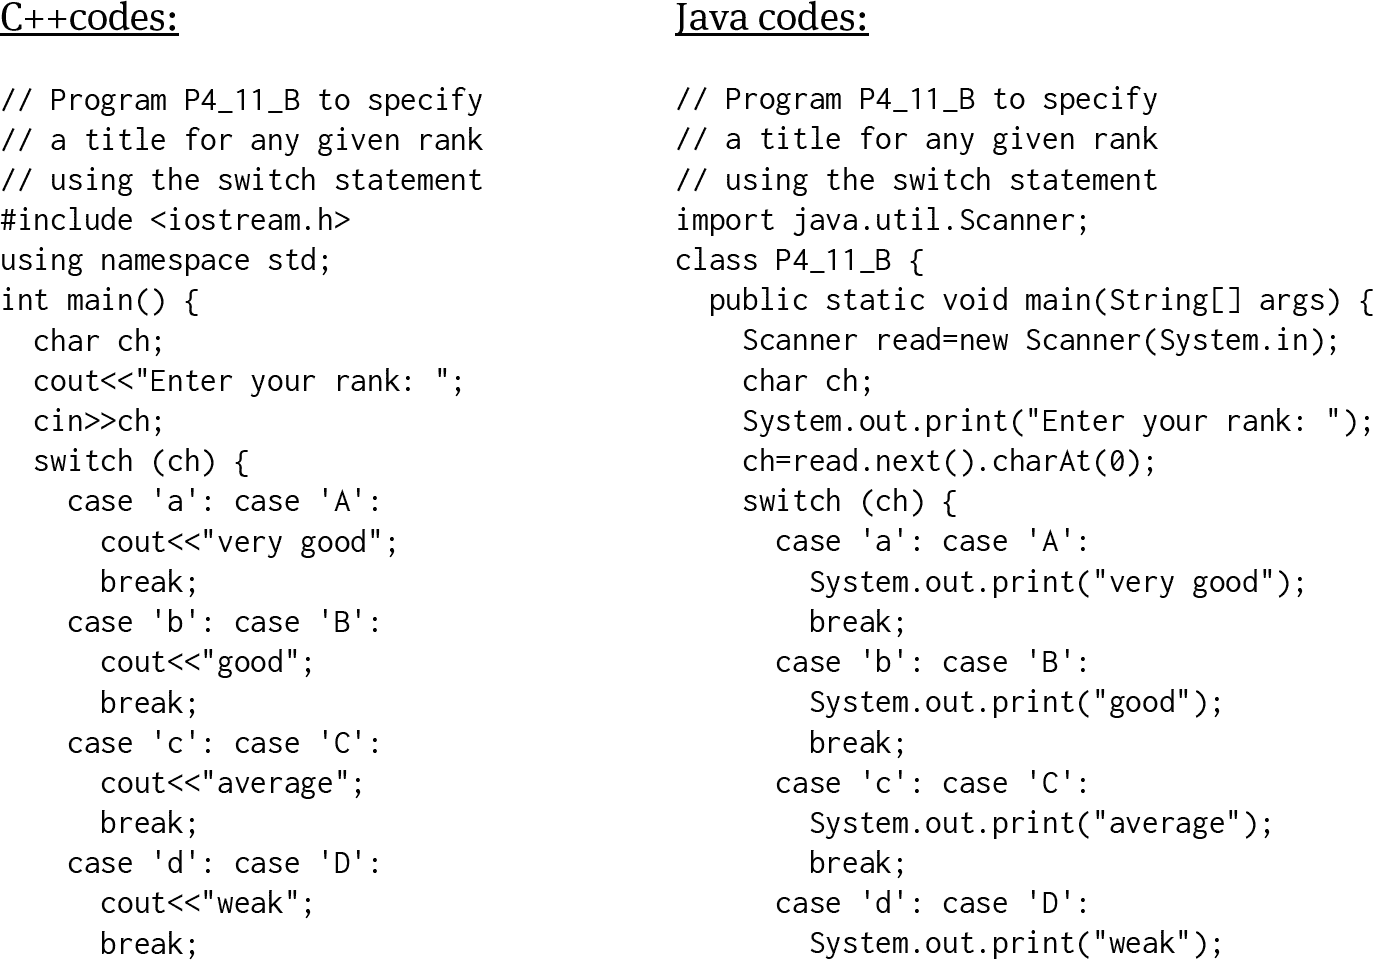 C++codes:
// Program P4_11_B to specify
// a title for any given rank
// using the switch statement
#include <iostream.h>
using namespace std;
int main() {
  char ch;
  cout<<"Enter your rank: ";
  cin>>ch;
  switch (ch) {
    case 'a': case 'A':
      cout<<"very good";
      break;
    case 'b': case 'B':
      cout<<"good";
      break;
    case 'c': case 'C':
      cout<<"average";
      break;
    case 'd': case 'D':
      cout<<"weak";
      break;
Java codes:
// Program P4_11_B to specify
// a title for any given rank
// using the switch statement
import java.util.Scanner;
class P4_11_B {
  public static void main(String[] args) {
    Scanner read=new Scanner(System.in);
    char ch;
    System.out.print("Enter your rank: ");
    ch=read.next().charAt(0);
    switch (ch) {
      case 'a': case 'A':
        System.out.print("very good");
        break;
      case 'b': case 'B':
        System.out.print("good");
        break;
      case 'c': case 'C':
        System.out.print("average");
        break;
      case 'd': case 'D':
        System.out.print("weak");